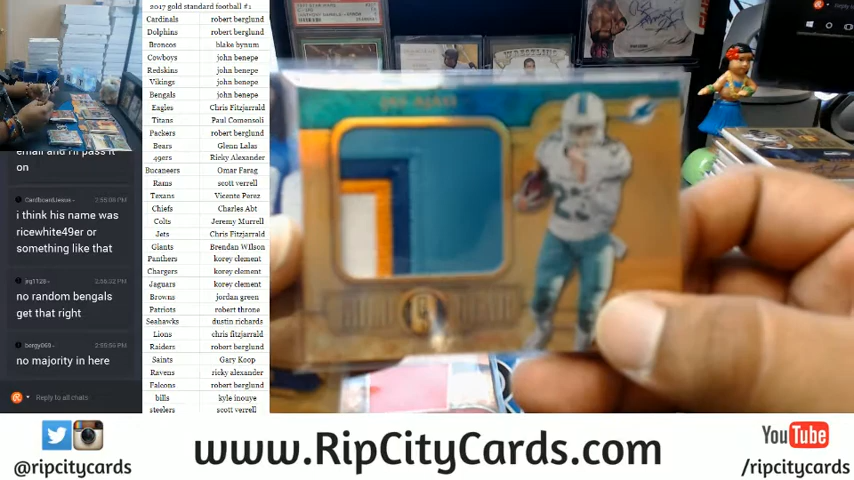 2017 gold standard football #1
Cardinals robert berglund
Dolphins robert berglund
Broncos blake bynum
Cowboys john benepe
Redskins john benepe
Vikings john benepe
Bengals john benepe
Eagles Chris Fitzjarrald
Titans Paul Comensoli
Packers robert berglund
Bears Glenn Lalas
49ers Ricky Alexander
Bucaneers Omar Farag
Rams scott verrell
Texans Vicente Perez
Chiefs Charles Abt
Colts Jeremy Murrell
Jets Chris Fitzjarrald
Giants Brendan WIlson
Panthers korey clement
Chargers korey clement
Jaguars korey clement
Browns jordan green
Patriots robert throne
Seahawks dustin richards
Lions chris fitzjarrald
Raiders robert berglund
Saints Gary Koop
Ravens ricky alexander
Falcons robert berglund
bills kyle inouye
steelers scott verrell
email and i'll pass it
on
i think his name was
ricewhite49er or
something like that
no random bengals
get that right
no majority in here
Reply to all chats
JAY AJAYI
23
@ripcitycards
www.RipCityCards.com
YouTube
/ripcitycards